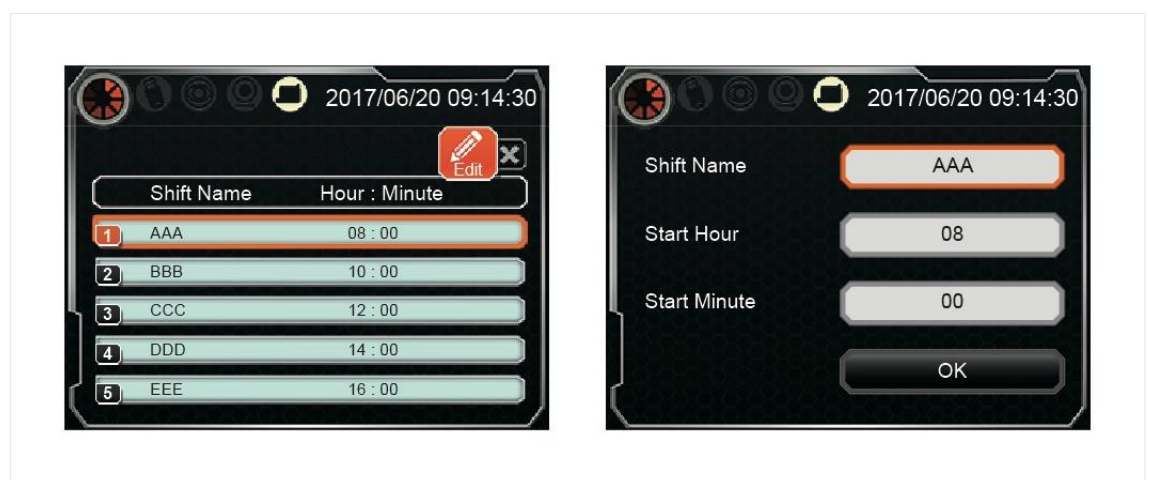 2017/06/20 09:14:30
Edit
Shift Name Hour : Minute
1 AAA 08 : 00
2 BBB 10 : 00
3 CCC 12 : 00
4 DDD 14 : 00
5 EEE 16 : 00
2017/06/20 09:14:30
Shift Name AAA
Start Hour 08
Start Minute 00
OK